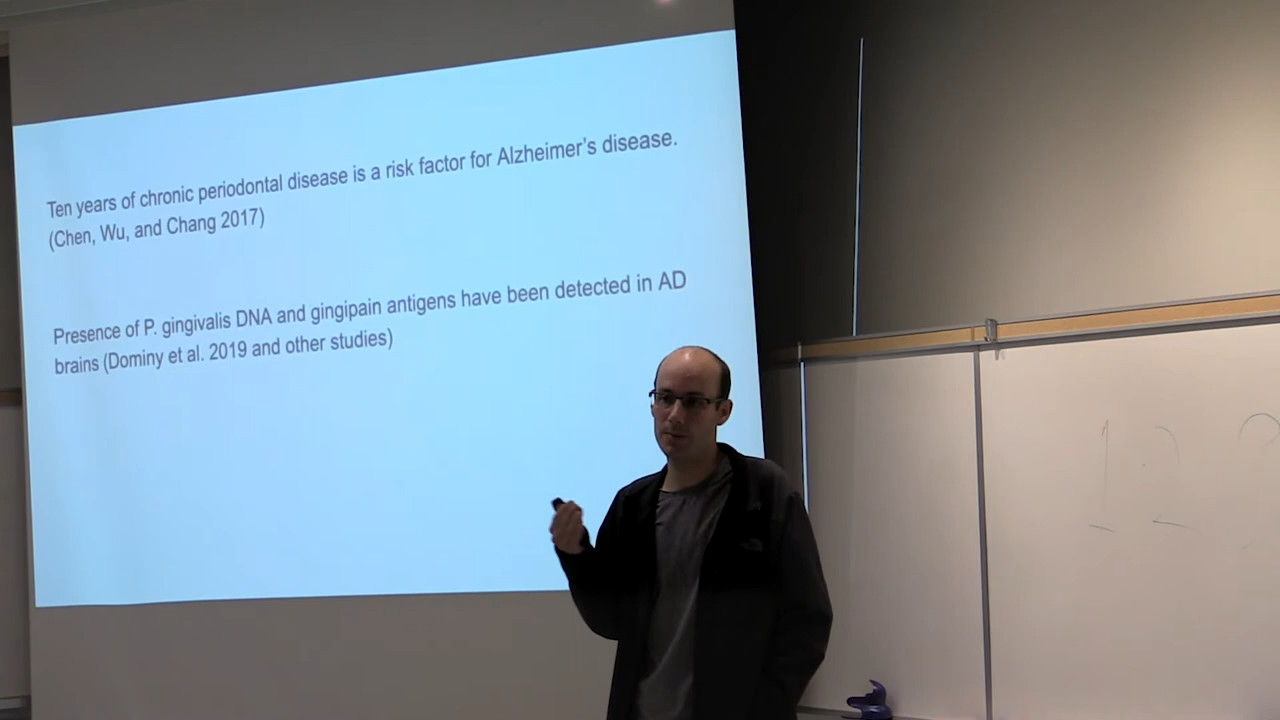 Ten years of chronic periodontal disease is a risk factor for Alzheimer's disease.
(Chen, Wu, and Chang 2017)
Presence of P. gingivalis DNA and gingipain antigens have been detected in AD
brains (Dominy et al. 2019 and other studies)